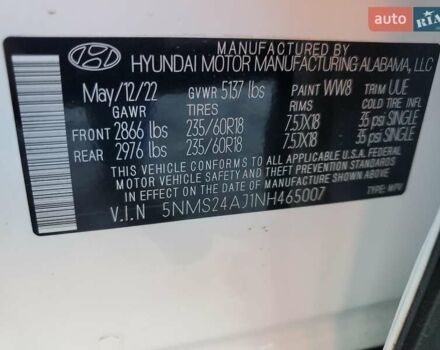 auto RIA
MANUFACTURED BY
HYUNDAI MOTOR MANUFACTURING ALABAMA, LLC
May/12/22 GVWR 5137 lbs PAINT WW8 TRIM UUE
GAWR TIRES RIMS COLD TIRE INFL.
FRONT 2866 lbs 235/60R18 7.5JX18 35 psi SINGLE
REAR 2976 lbs 235/60R18 7.5JX18 35 psi SINGLE
THIS VEHICLE CONFORMS TO ALL APPLICABLE U.S.A. FEDERAL
MOTOR VEHICLE SAFETY AND THEFT PREVENTION STANDARDS
IN EFFECT ON THE DATE OF MANUFACTURE SHOWN ABOVE.
V.I.N 5NMS24AJ1NH465007 TYPE: MPV